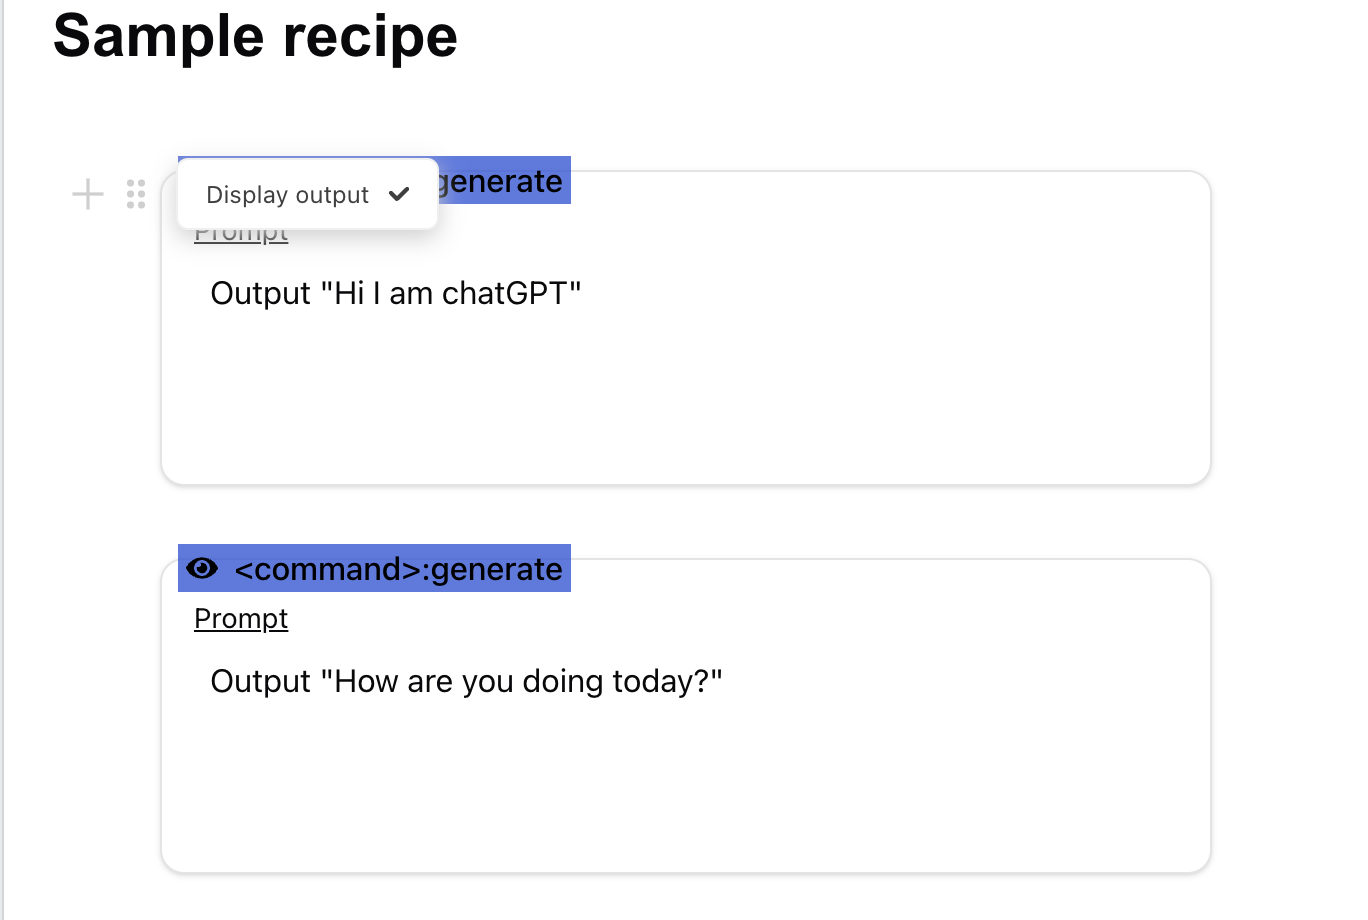 Sample recipe
:generate
Display output
Prompt
Output "Hi I am chatGPT"
<command>:generate
Prompt
Output "How are you doing today?"